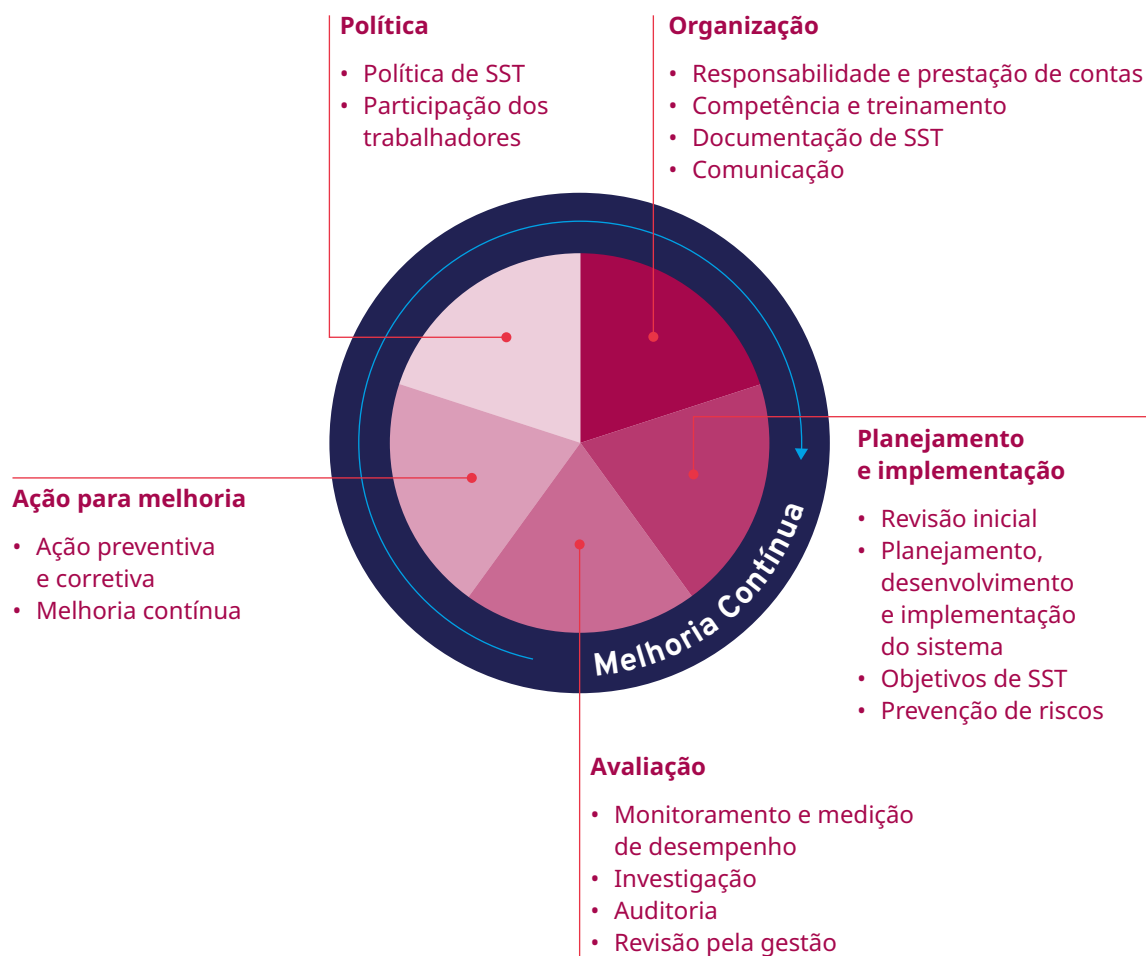 Política
• Política de SST
• Participação dos
trabalhadores
Organização
• Responsabilidade e prestação de contas
• Competência e treinamento
• Documentação de SST
• Comunicação
Planejamento
e implementação
• Revisão inicial
• Planejamento,
desenvolvimento
e implementação
do sistema
• Objetivos de SST
• Prevenção de riscos
Avaliação
• Monitoramento e medição
de desempenho
• Investigação
• Auditoria
• Revisão pela gestão
Ação para melhoria
• Ação preventiva
e corretiva
• Melhoria contínua
Melhoria Contínua